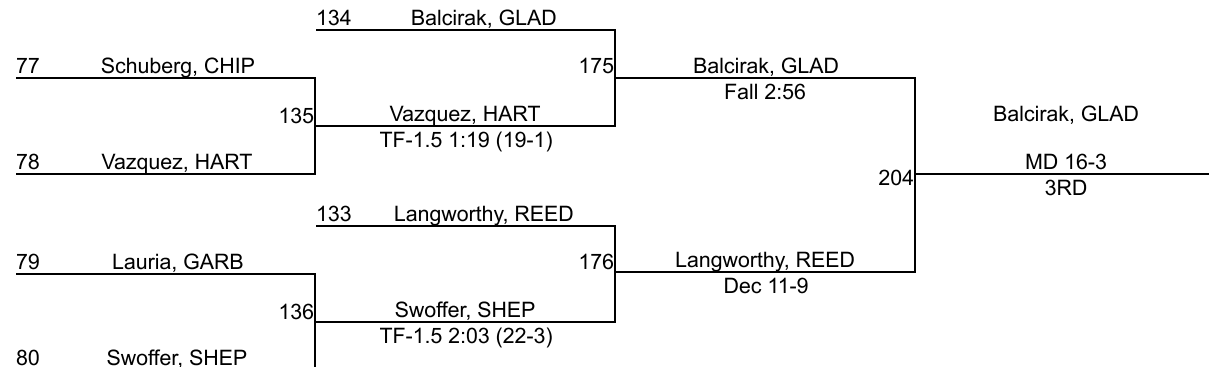 134 Balcirak, GLAD
77 Schuberg, CHIP
175 Balcirak, GLAD
Fall 2:56
135 Vazquez, HART
TF-1.5 1:19 (19-1)
Balcirak, GLAD
78 Vazquez, HART
MD 16-3
204
3RD
133 Langworthy, REED
79 Lauria, GARB
176 Langworthy, REED
Dec 11-9
136 Swoffer, SHEP
TF-1.5 2:03 (22-3)
80 Swoffer, SHEP